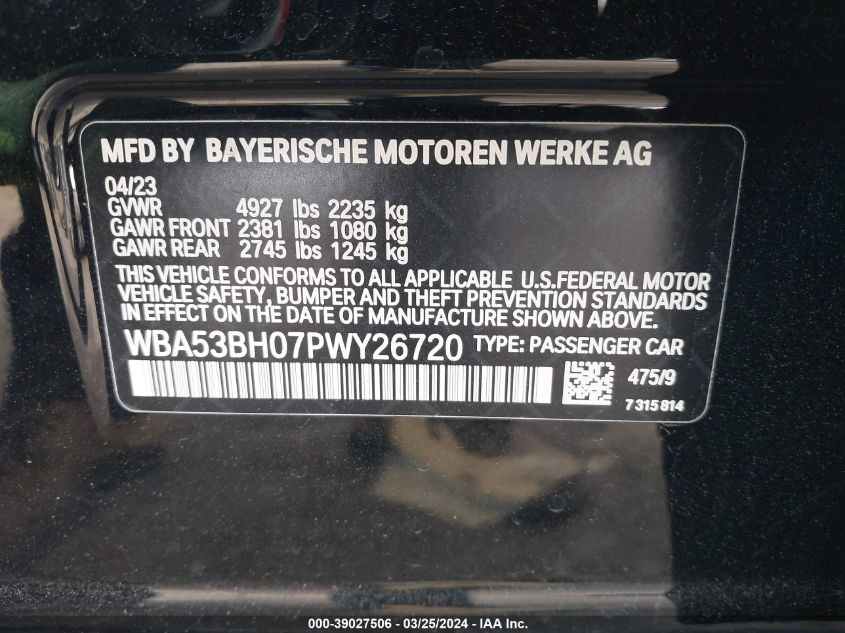 MFD BY BAYERISCHE MOTOREN WERKE AG
04/23
GVWR 4927 lbs 2235 kg
GAWR FRONT 2381 lbs 1080 kg
GAWR REAR 2745 lbs 1245 kg
THIS VEHICLE CONFORMS TO ALL APPLICABLE U.S.FEDERAL MOTOR
VEHICLE SAFETY, BUMPER AND THEFT PREVENTION STANDARDS
IN EFFECT ON THE DATE OF MANUFACTURE SHOWN ABOVE.
WBA53BH07PWY26720 TYPE: PASSENGER CAR
475/9
7 315 814
000-39027506 - 03/25/2024 - IAA Inc.